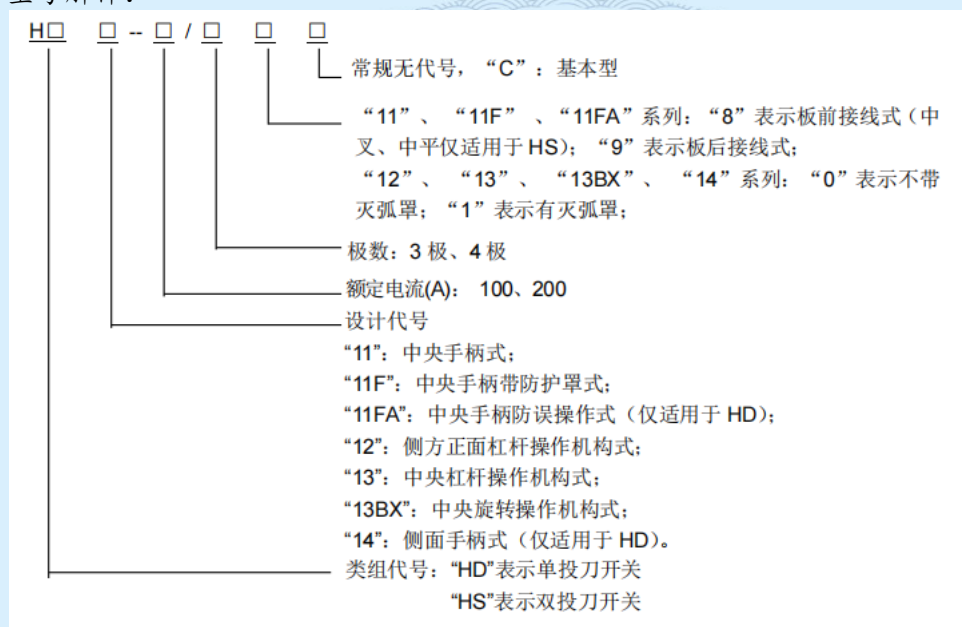 型号解释:
H□ □ -- □ / □ □ □
常规无代号，“C”：基本型
“11”、 “11F” 、“11FA”系列：“8”表示板前接线式（中
叉、中平仅适用于 HS）；“9”表示板后接线式；
“12”、 “13”、 “13BX”、 “14”系列：“0”表示不带
灭弧罩；“1”表示有灭弧罩；
极数：3 极、4 极
额定电流(A)： 100、200
设计代号
“11”：中央手柄式；
“11F”：中央手柄带防护罩式；
“11FA”：中央手柄防误操作式（仅适用于 HD）；
“12”：侧方正面杠杆操作机构式；
“13”：中央杠杆操作机构式；
“13BX”：中央旋转操作机构式；
“14”：侧面手柄式（仅适用于 HD）。
类组代号：“HD”表示单投刀开关
“HS”表示双投刀开关